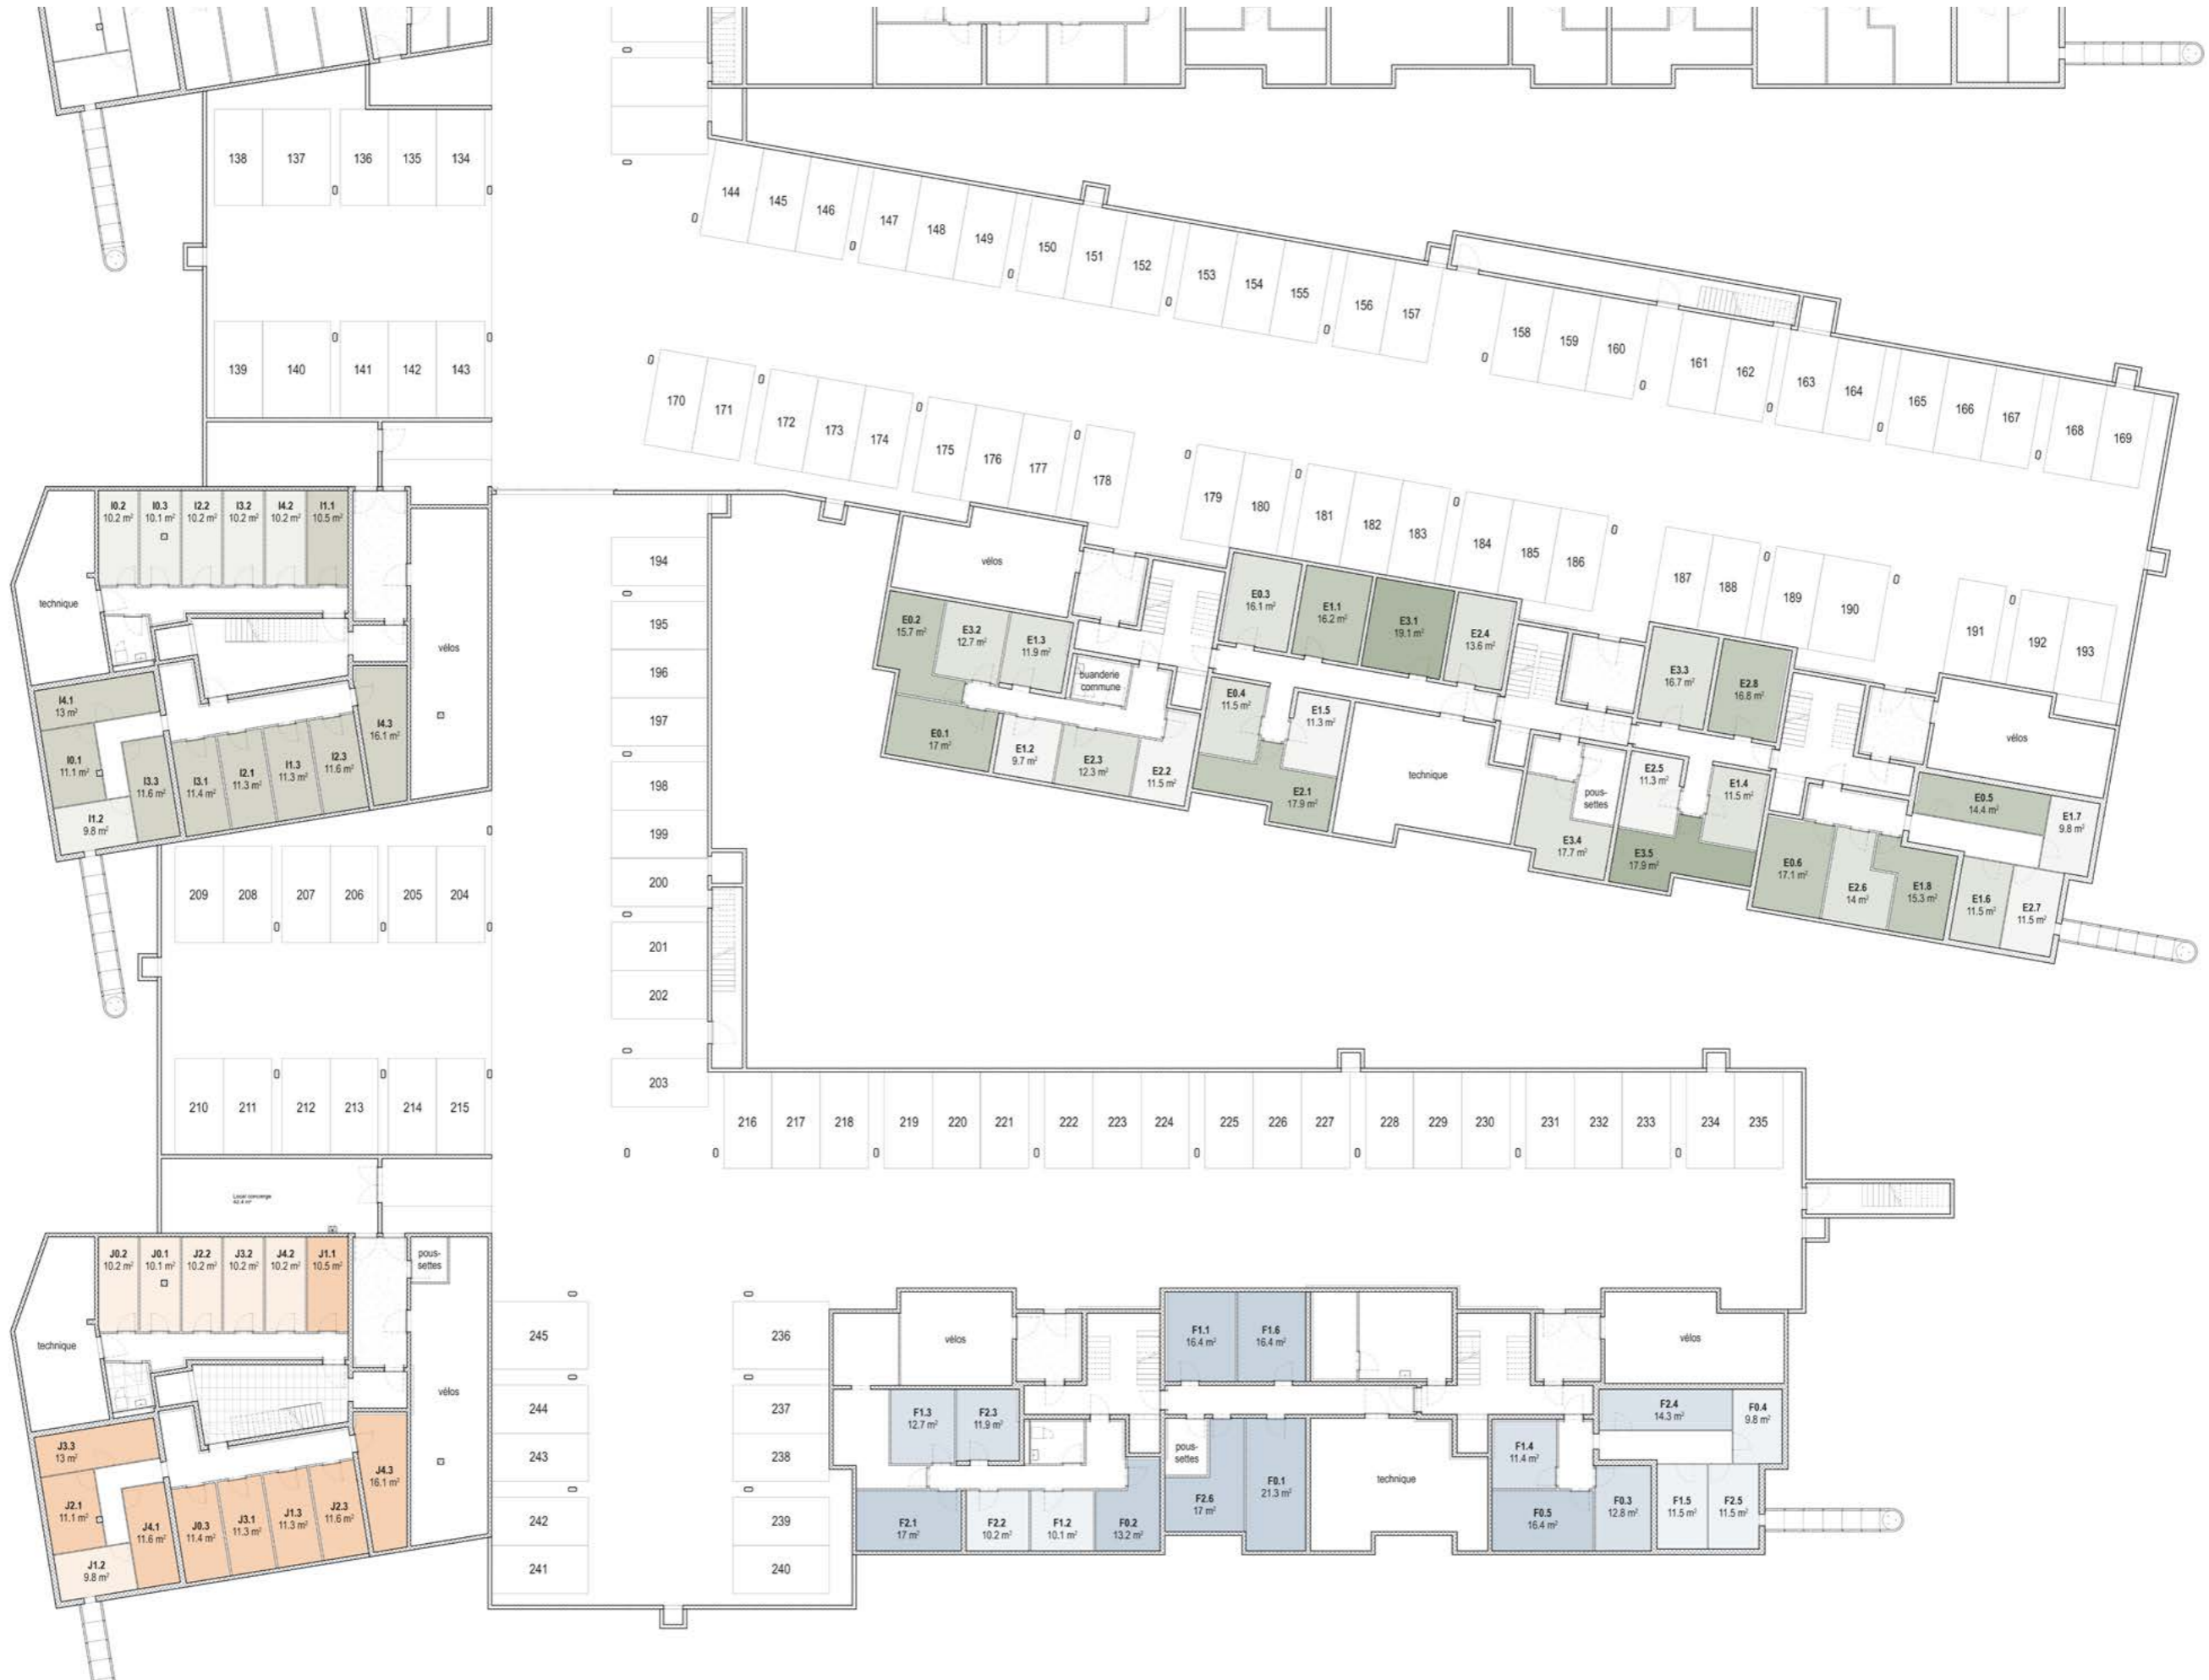 138 137 136 135 134
144 145 146 147 148 149 150 151 152 153 154 155 156 157 158 159 160 161 162 163 164 165 166 167 168 169
139 140 141 142 143
170 171 172 173 174 175 176 177 178 179 180 181 182 183 184 185 186 187 188 189 190 191 192 193
I0.2
10.2 m²
I0.3
10.1 m²
I2.2
10.2 m²
I3.2
10.2 m²
I4.2
10.2 m²
I1.1
10.5 m²
technique
vélos
I4.1
13 m²
I0.1
11.1 m²
I1.2
9.8 m²
I3.3
11.6 m²
I3.1
11.4 m²
I2.1
11.3 m²
I1.3
11.3 m²
I2.3
11.6 m²
I4.3
16.1 m²
194
195
196
197
198
199
200
201
202
203
vélos
E0.2
15.7 m²
E3.2
12.7 m²
E1.3
11.9 m²
buanderie
commune
E0.1
17 m²
E1.2
9.7 m²
E2.3
12.3 m²
E2.2
11.5 m²
E0.3
16.1 m²
E1.1
16.2 m²
E3.1
19.1 m²
E2.4
13.6 m²
E0.4
11.5 m²
E1.5
11.3 m²
E2.1
17.9 m²
technique
E3.3
16.7 m²
E2.8
16.8 m²
pous-
settes
E3.4
17.7 m²
E2.5
11.3 m²
E1.4
11.5 m²
E3.5
17.9 m²
vélos
E0.5
14.4 m²
E1.7
9.8 m²
E0.6
17.1 m²
E2.6
14 m²
E1.8
15.3 m²
E1.6
11.5 m²
E2.7
11.5 m²
209 208 207 206 205 204
210 211 212 213 214 215
216 217 218 219 220 221 222 223 224 225 226 227 228 229 230 231 232 233 234 235
Local concierge
42.4 m²
J0.2
10.2 m²
J0.1
10.1 m²
J2.2
10.2 m²
J3.2
10.2 m²
J4.2
10.2 m²
J1.1
10.5 m²
pous-
settes
technique
vélos
J3.3
13 m²
J2.1
11.1 m²
J1.2
9.8 m²
J4.1
11.6 m²
J0.3
11.4 m²
J3.1
11.3 m²
J1.3
11.3 m²
J2.3
11.6 m²
J4.3
16.1 m²
245 236
244 237
243 238
242 239
241 240
vélos
F1.1
16.4 m²
F1.6
16.4 m²
vélos
F1.3
12.7 m²
F2.3
11.9 m²
F2.1
17 m²
F2.2
10.2 m²
F1.2
10.1 m²
F0.2
13.2 m²
pous-
settes
F2.6
17 m²
F0.1
21.3 m²
technique
F1.4
11.4 m²
F0.5
16.4 m²
F0.3
12.8 m²
F2.4
14.3 m²
F0.4
9.8 m²
F1.5
11.5 m²
F2.5
11.5 m²